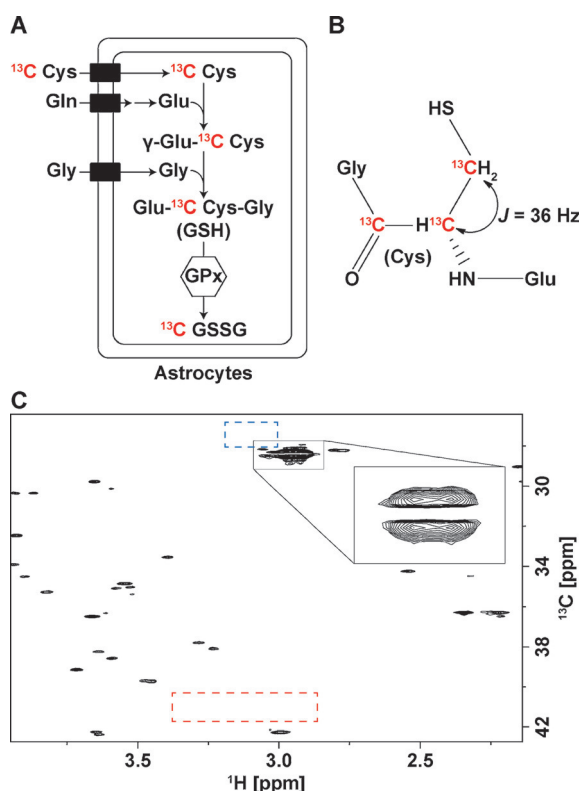 A
¹³C Cys
¹³C Cys
Gln
Glu
γ-Glu-¹³C Cys
Gly
Gly
Glu-¹³C Cys-Gly
(GSH)
GPx
¹³C GSSG
Astrocytes
B
HS
Gly
¹³CH₂
¹³C
H¹³C
J = 36 Hz
(Cys)
O
HN
Glu
C
30
34
38
42
¹³C [ppm]
3.5
3.0
2.5
¹H [ppm]